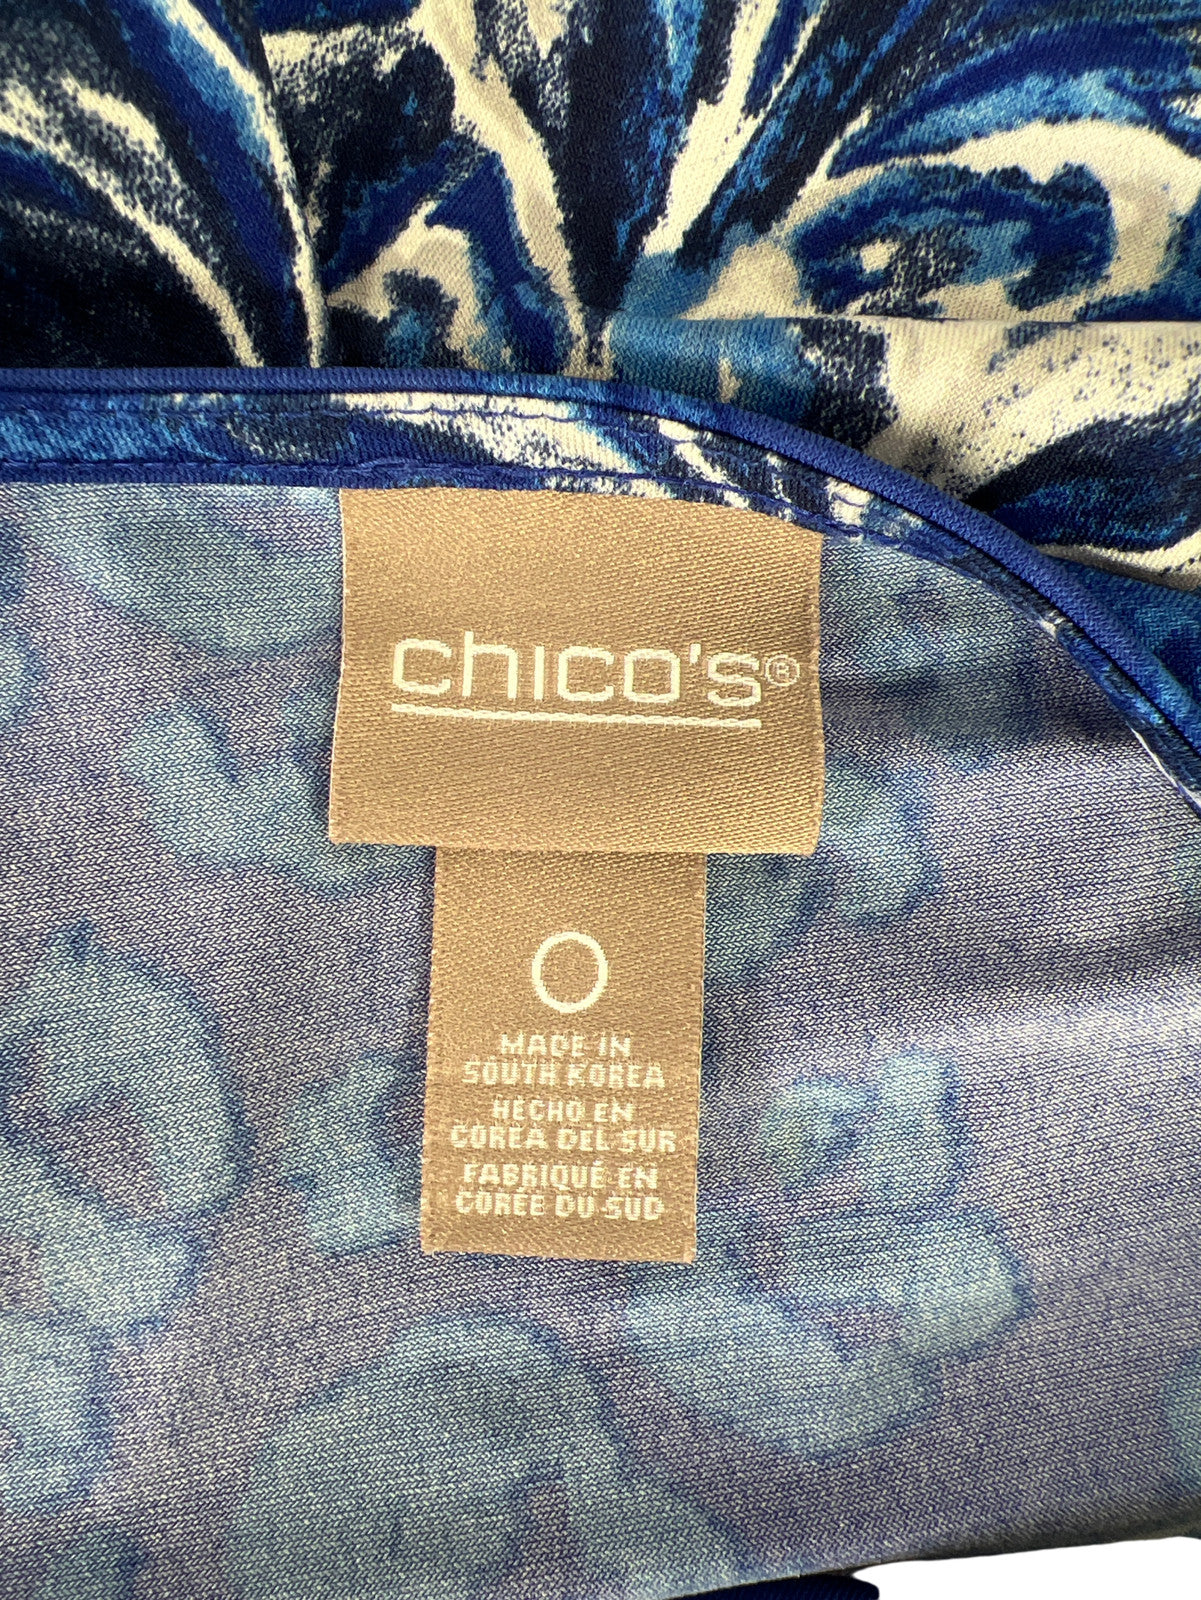 chico's®
0
MADE IN
SOUTH KOREA
HECHO EN
COREA DEL SUR
FABRIQUÉ EN
CORÉE DU SUD